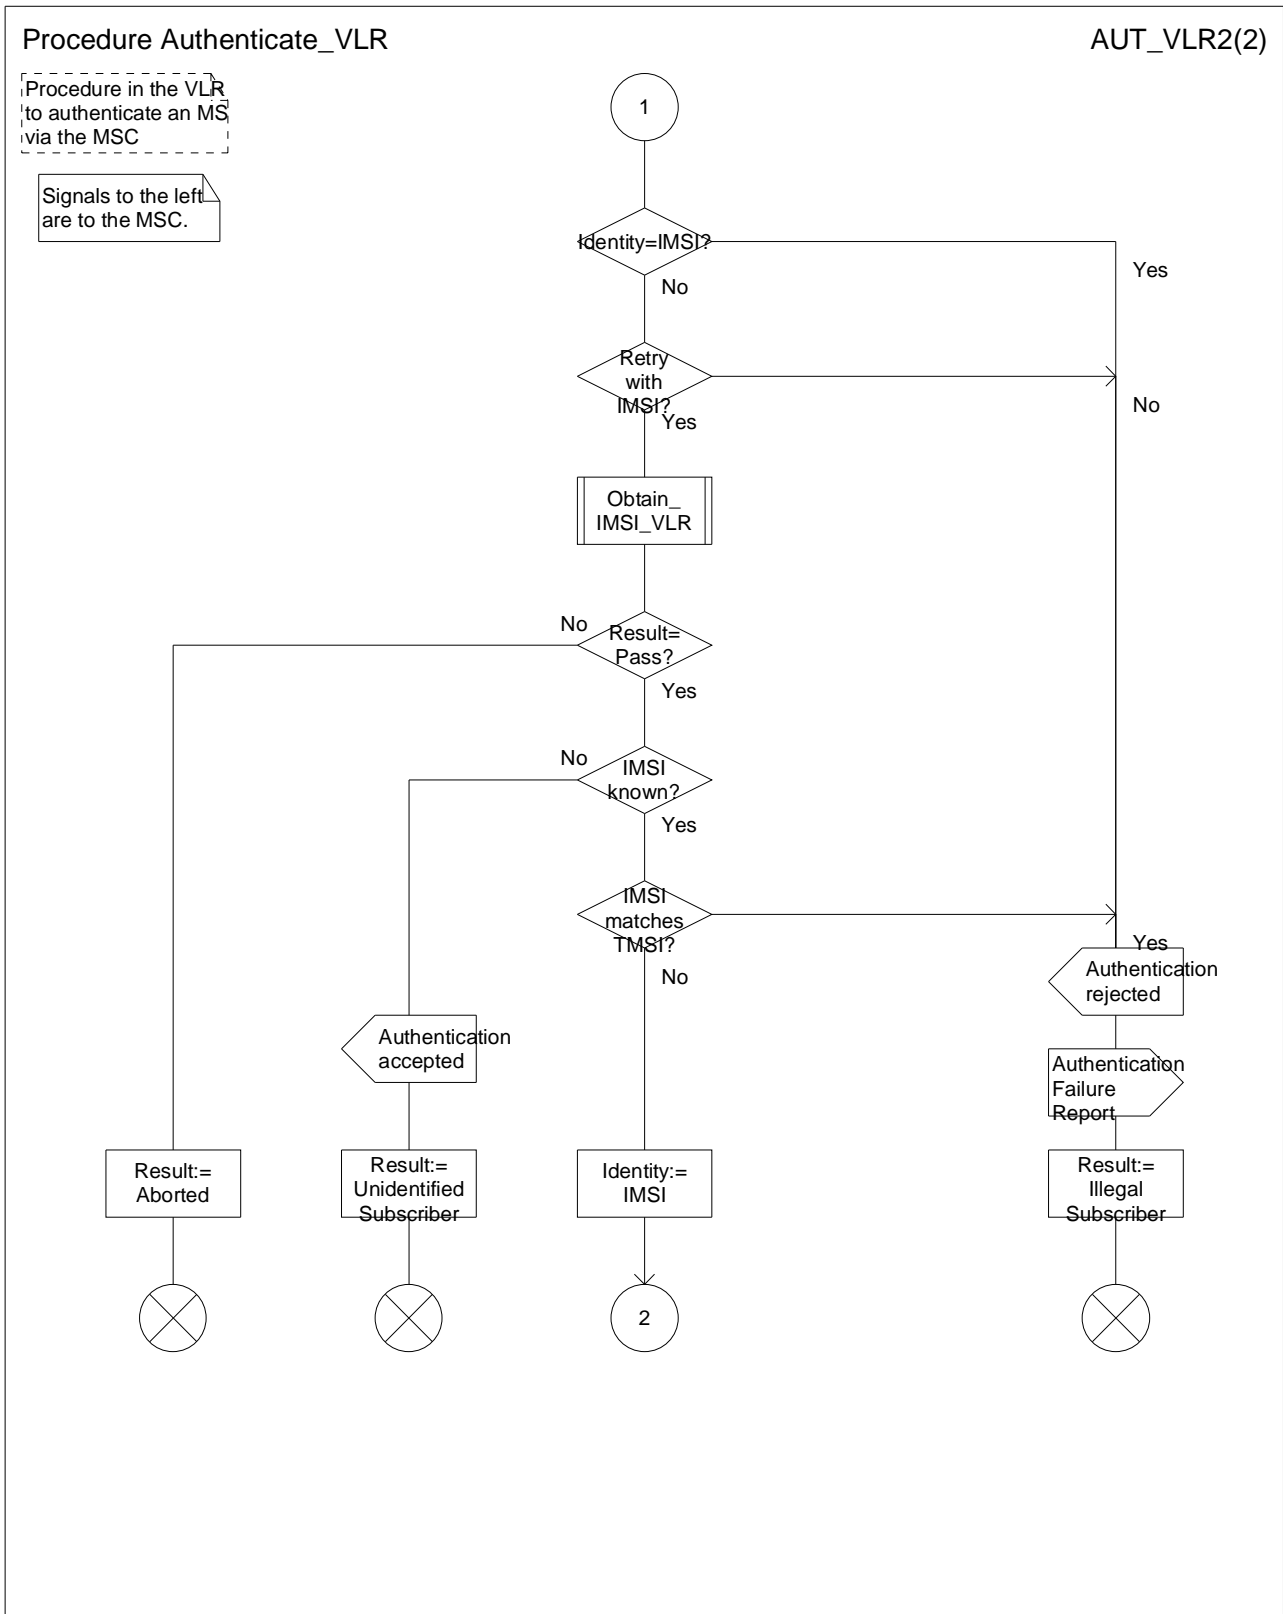 Procedure Authenticate_VLR
AUT_VLR2(2)
Procedure in the VLR
to authenticate an MS
via the MSC
Signals to the left
are to the MSC.
1
Identity=IMSI?
Yes
No
Retry
with
IMSI?
No
Yes
Obtain_
IMSI_VLR
No
Result=
Pass?
Yes
No
IMSI
known?
Yes
IMSI
matches
TMSI?
Yes
No
Authentication
rejected
Authentication
accepted
Authentication
Failure
Report
Result:=
Aborted
Result:=
Unidentified
Subscriber
Identity:=
IMSI
Result:=
Illegal
Subscriber
2